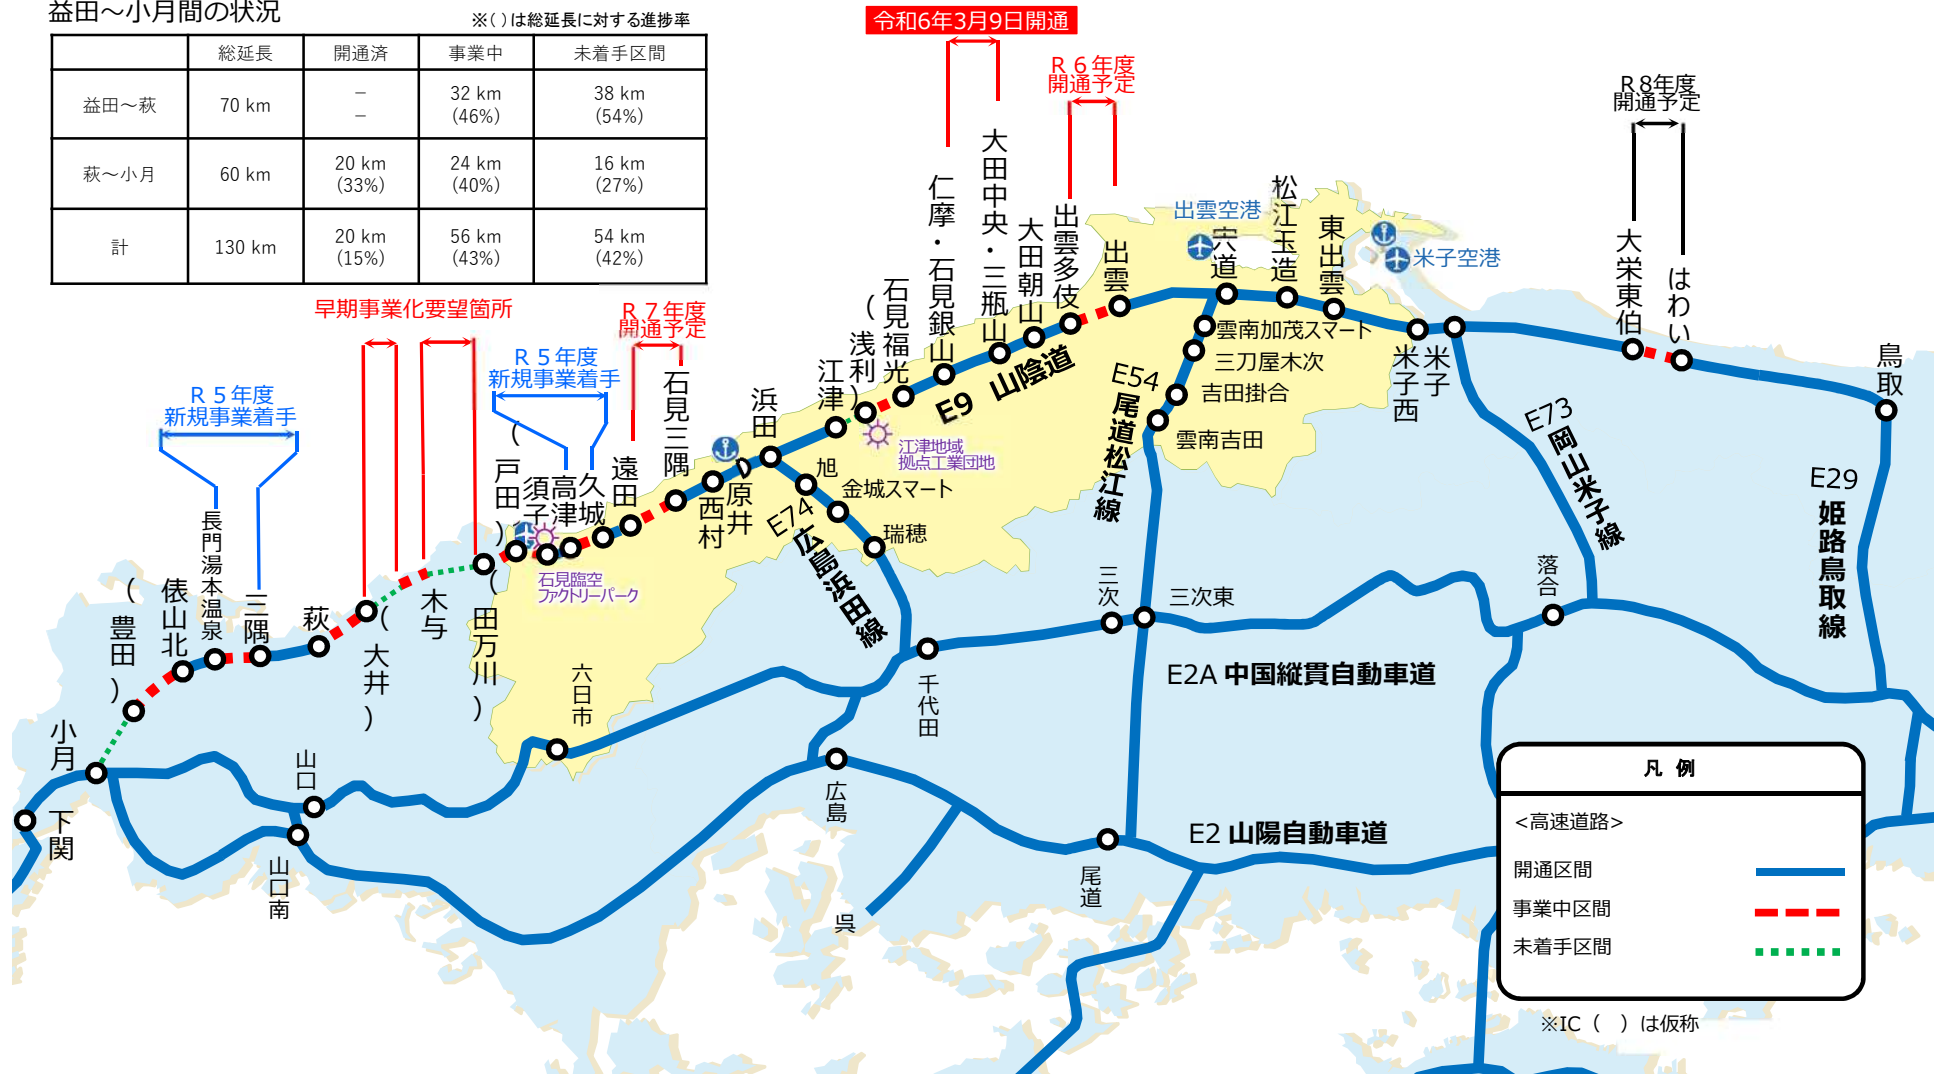 益田～小月間の状況
※( )は総延長に対する進捗率
総延長 開通済 事業中 未着手区間
益田～萩 70 km － － 32 km (46%) 38 km (54%)
萩～小月 60 km 20 km (33%) 24 km (40%) 16 km (27%)
計 130 km 20 km (15%) 56 km (43%) 54 km (42%)
令和6年3月9日開通
R６年度
開通予定
R8年度
開通予定
早期事業化要望箇所
R７年度
開通予定
R５年度
新規事業着手
R５年度
新規事業着手
小月
下関
（豊田）
俵山北
長門湯本温泉
三隅
萩
（大井）
木与
（田万川）
（戸田）
須子
高津
久城
遠田
石見三隅
西村
原井
浜田
江津
（浅利）
石見福光
仁摩・石見銀山
大田中央・三瓶山
大田朝山
出雲多伎
出雲
出雲空港
宍道
松江玉造
東出雲
米子空港
米子西
米子
大栄東伯
はわい
鳥取
E9 山陰道
江津地域
拠点工業団地
石見臨空
ファクトリーパーク
旭
金城スマート
瑞穂
E74 広島浜田線
雲南加茂スマート
三刀屋木次
吉田掛合
雲南吉田
E54 尾道松江線
E73 岡山米子線
E29 姫路鳥取線
三次
三次東
落合
六日市
千代田
E2A 中国縦貫自動車道
山口
山口南
広島
呉
尾道
E2 山陽自動車道
凡 例
<高速道路>
開通区間
事業中区間
未着手区間
※IC（　）は仮称